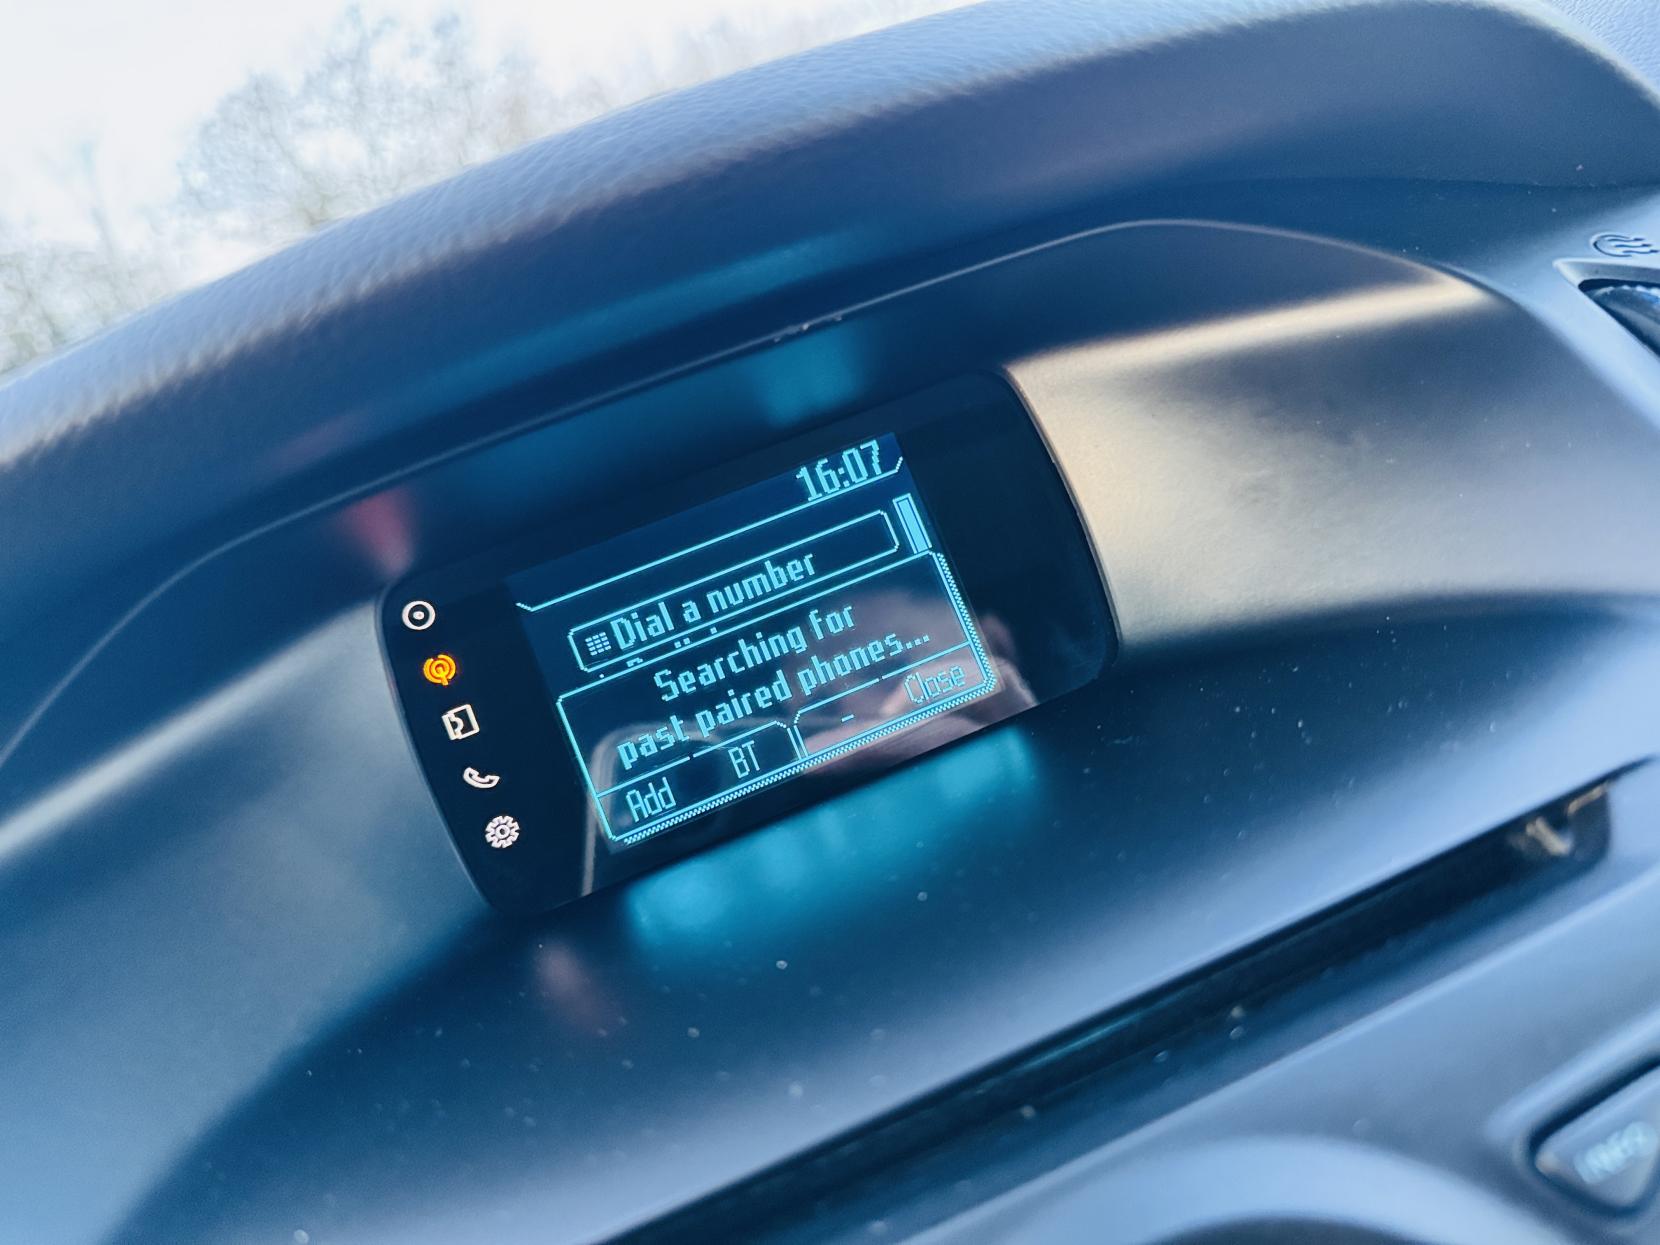 16:07
Dial a number
Searching for
past paired phones...
Add BT - Close